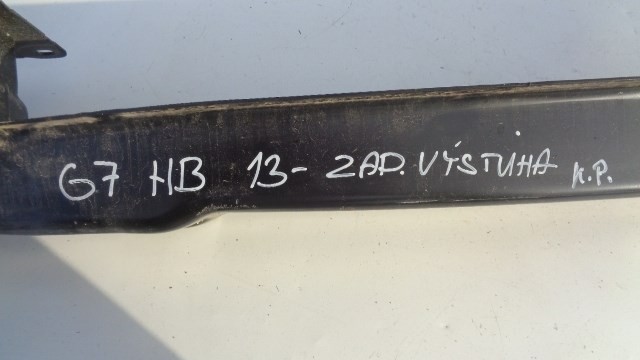 G7 HB 13- ZAD. VÝSTUHA K.P.